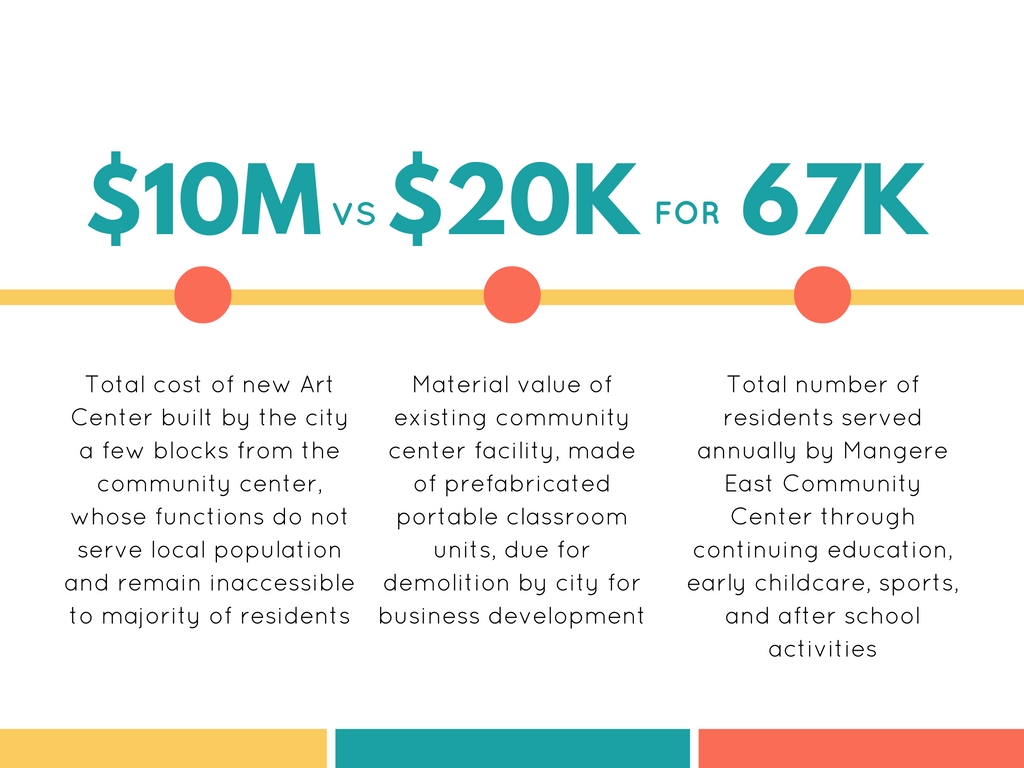 $10M VS $20K FOR 67K
Total cost of new Art
Center built by the city
a few blocks from the
community center,
whose functions do not
serve local population
and remain inaccessible
to majority of residents
Material value of
existing community
center facility, made
of prefabricated
portable classroom
units, due for
demolition by city for
business development
Total number of
residents served
annually by Mangere
East Community
Center through
continuing education,
early childcare, sports,
and after school
activities